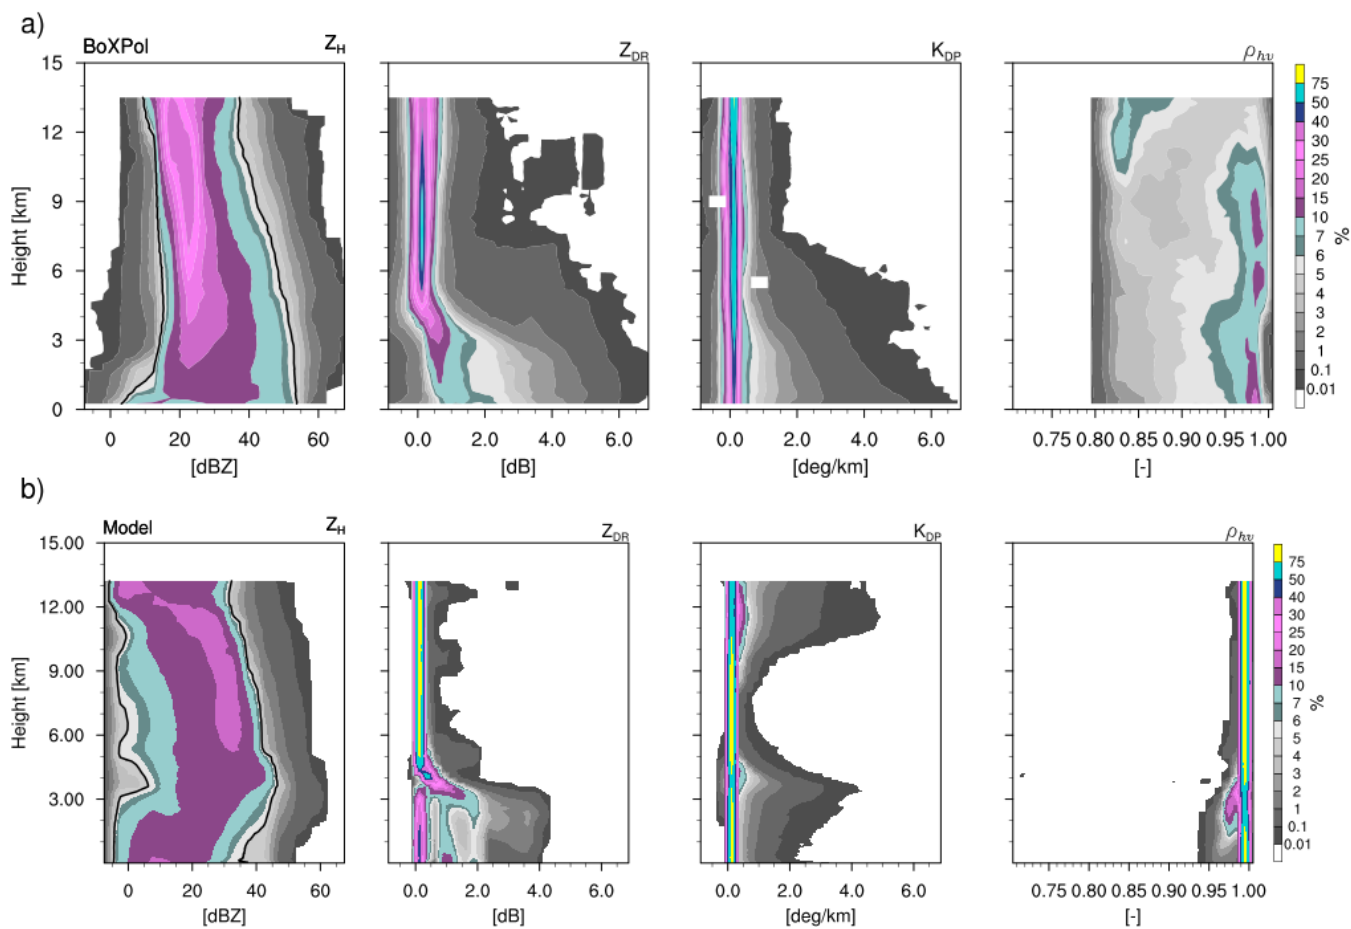 a)
BoXPol Z_H
Z_DR
K_DP
ρ_hv
15
12
9
6
3
0
Height [km]
0 20 40 60
[dBZ]
0.0 2.0 4.0 6.0
[dB]
0.0 2.0 4.0 6.0
[deg/km]
0.75 0.80 0.85 0.90 0.95 1.00
[-]
75
50
40
30
25
20
15
10
7
6
5
4
3
2
1
0.1
0.01
%
b)
Model Z_H
Z_DR
K_DP
ρ_hv
15.00
12.00
9.00
6.00
3.00
Height [km]
0 20 40 60
[dBZ]
0.0 2.0 4.0 6.0
[dB]
0.0 2.0 4.0 6.0
[deg/km]
0.75 0.80 0.85 0.90 0.95 1.00
[-]
75
50
40
30
25
20
15
10
7
6
5
4
3
2
1
0.1
0.01
%